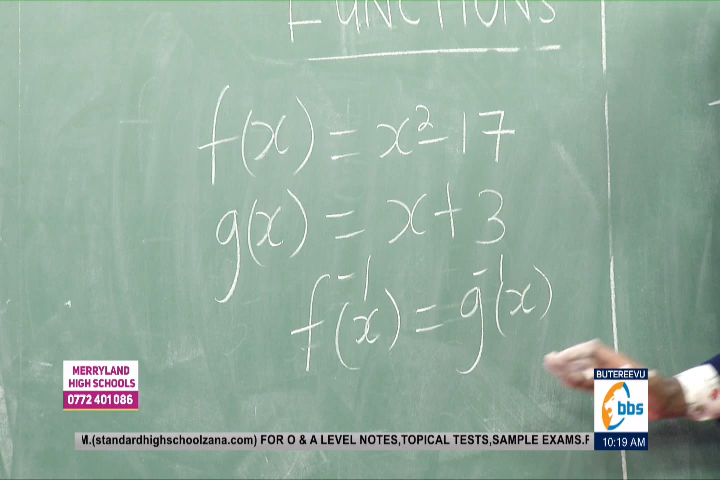 FUNCTIONS
f(x) = x² - 17
g(x) = x + 3
f⁻¹(x) = g⁻¹(x)
MERRYLAND
HIGH SCHOOLS
0772 401 086
BUTEREEVU
bbs
M.(standardhighschoolzana.com) FOR O & A LEVEL NOTES,TOPICAL TESTS,SAMPLE EXAMS.F
10:19 AM